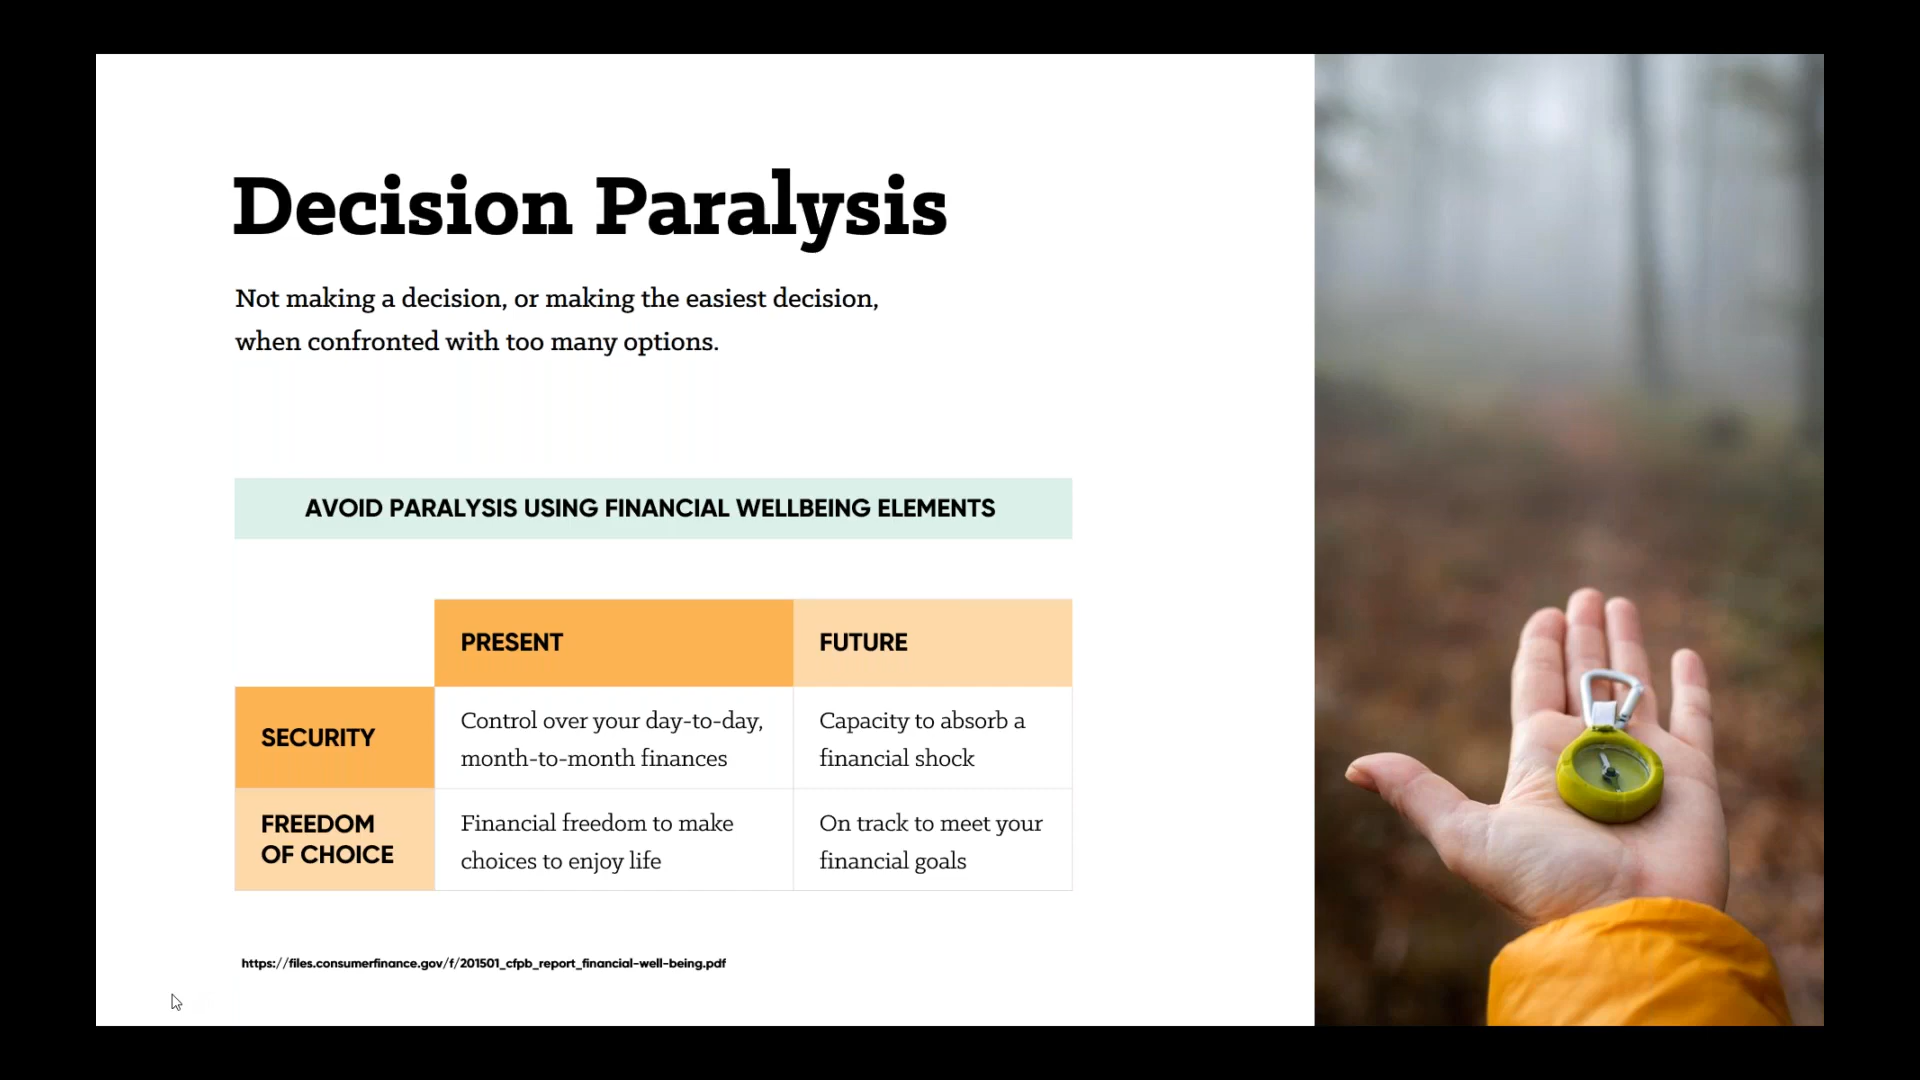 Decision Paralysis
Not making a decision, or making the easiest decision,
when confronted with too many options.
AVOID PARALYSIS USING FINANCIAL WELLBEING ELEMENTS
PRESENT
FUTURE
SECURITY
Control over your day-to-day,
month-to-month finances
Capacity to absorb a
financial shock
FREEDOM
OF CHOICE
Financial freedom to make
choices to enjoy life
On track to meet your
financial goals
https://files.consumerfinance.gov/f/201501_cfpb_report_financial-well-being.pdf